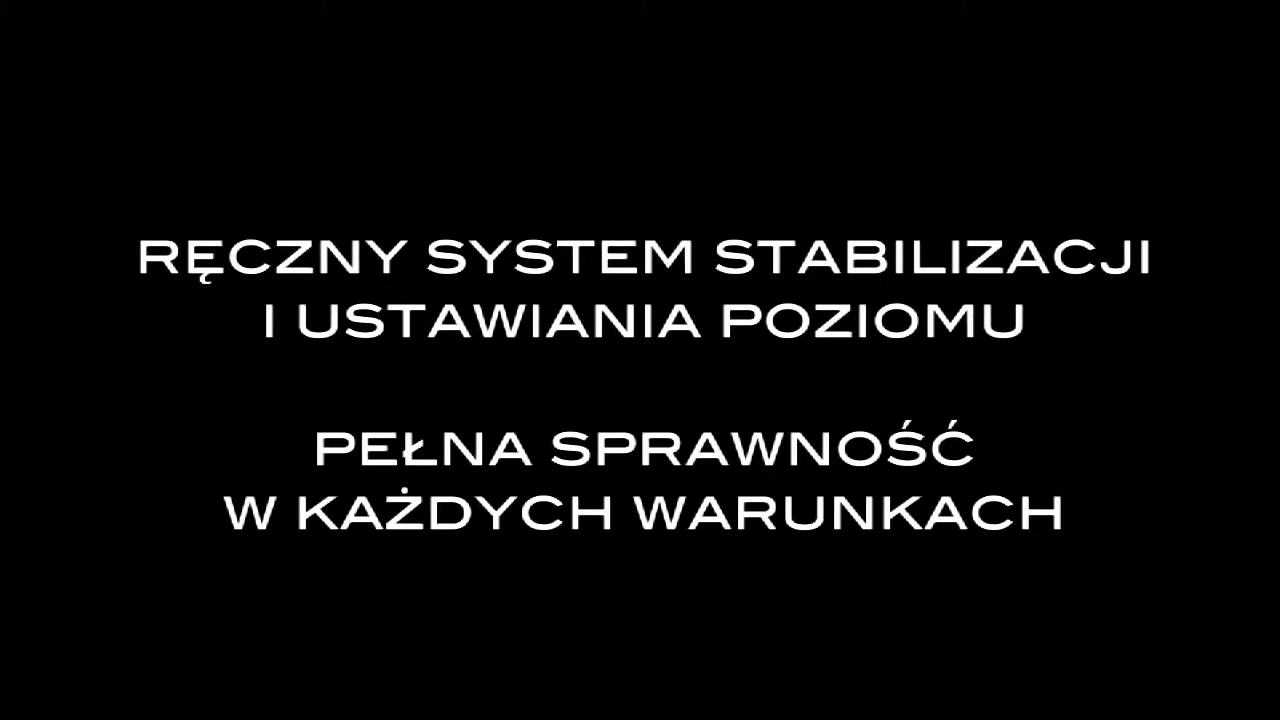 RĘCZNY SYSTEM STABILIZACJI
I USTAWIANIA POZIOMU
PEŁNA SPRAWNOŚĆ
W KAŻDYCH WARUNKACH